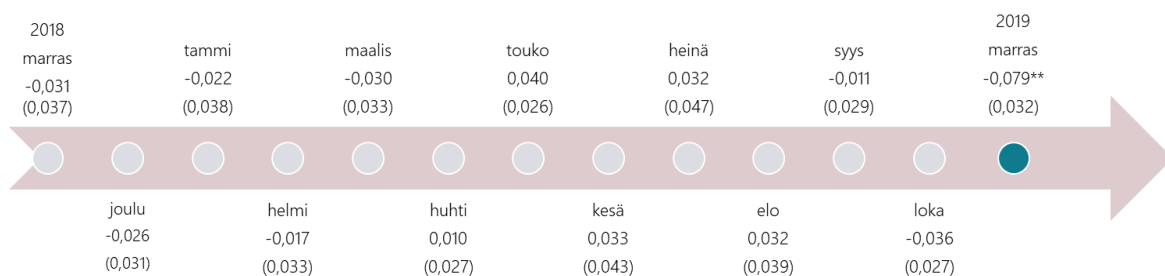 2018
marras
-0,031
(0,037)
joulu
-0,026
(0,031)
tammi
-0,022
(0,038)
helmi
-0,017
(0,033)
maalis
-0,030
(0,033)
huhti
0,010
(0,027)
touko
0,040
(0,026)
kesä
0,033
(0,043)
heinä
0,032
(0,047)
elo
0,032
(0,039)
syys
-0,011
(0,029)
loka
-0,036
(0,027)
2019
marras
-0,079**
(0,032)